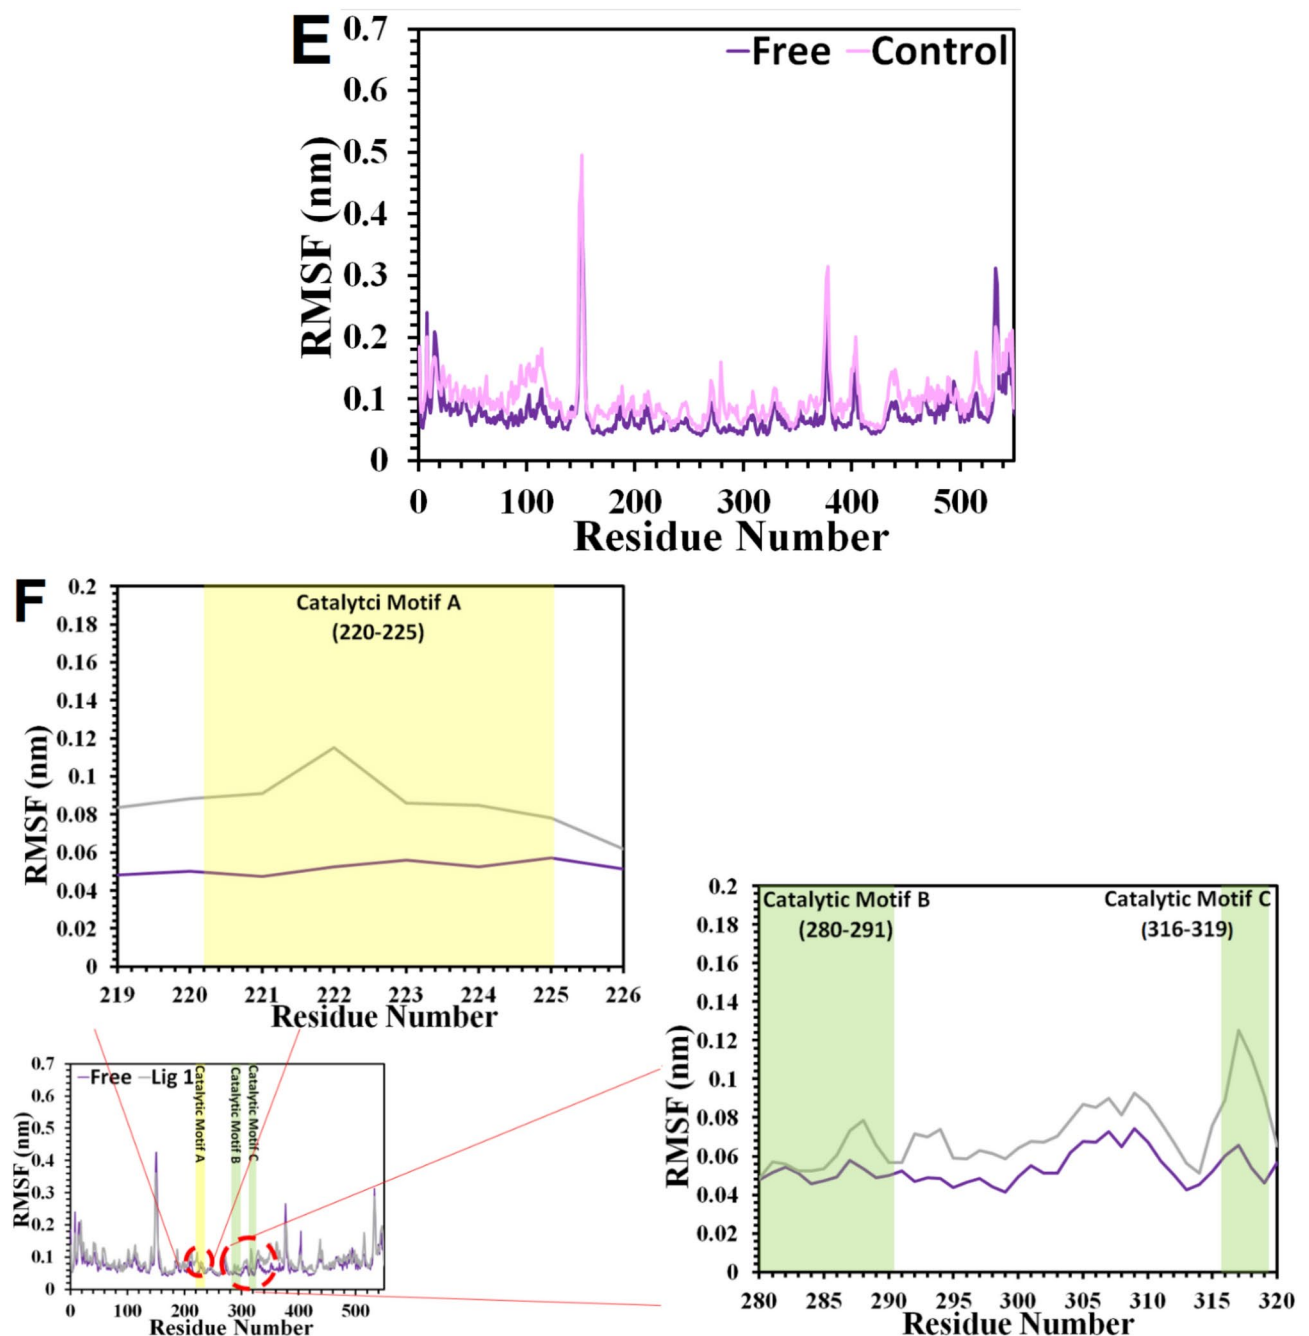 E
Free Control
0.7
0.6
0.5
0.4
0.3
0.2
0.1
0
RMSF (nm)
0 100 200 300 400 500
Residue Number
F
Catalytci Motif A
(220-225)
0.2
0.18
0.16
0.14
0.12
0.1
0.08
0.06
0.04
0.02
0
RMSF (nm)
219 220 221 222 223 224 225 226
Residue Number
Free Lig 1
Catalytic Motif A
Catalytic Motif B
Catalytic Motif C
0.7
0.6
0.5
0.4
0.3
0.2
0.1
0
RMSF (nm)
0 100 200 300 400 500
Residue Number
Catalytic Motif B
(280-291)
Catalytic Motif C
(316-319)
0.2
0.18
0.16
0.14
0.12
0.1
0.08
0.06
0.04
0.02
0
RMSF (nm)
280 285 290 295 300 305 310 315 320
Residue Number